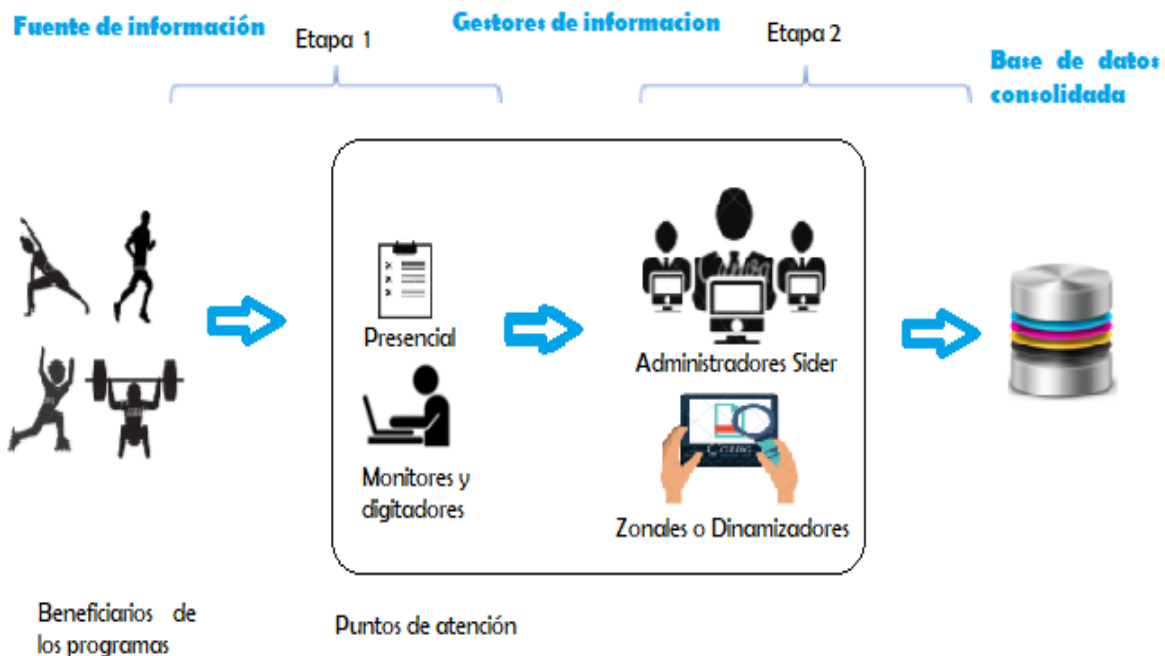 Fuente de información
Etapa 1
Gestores de informacion
Etapa 2
Base de datos
consolidada
Presencial
Monitores y
digitadores
Administradores Sider
Zonales o Dinamizadores
Beneficiarios de
los programas
Puntos de atención